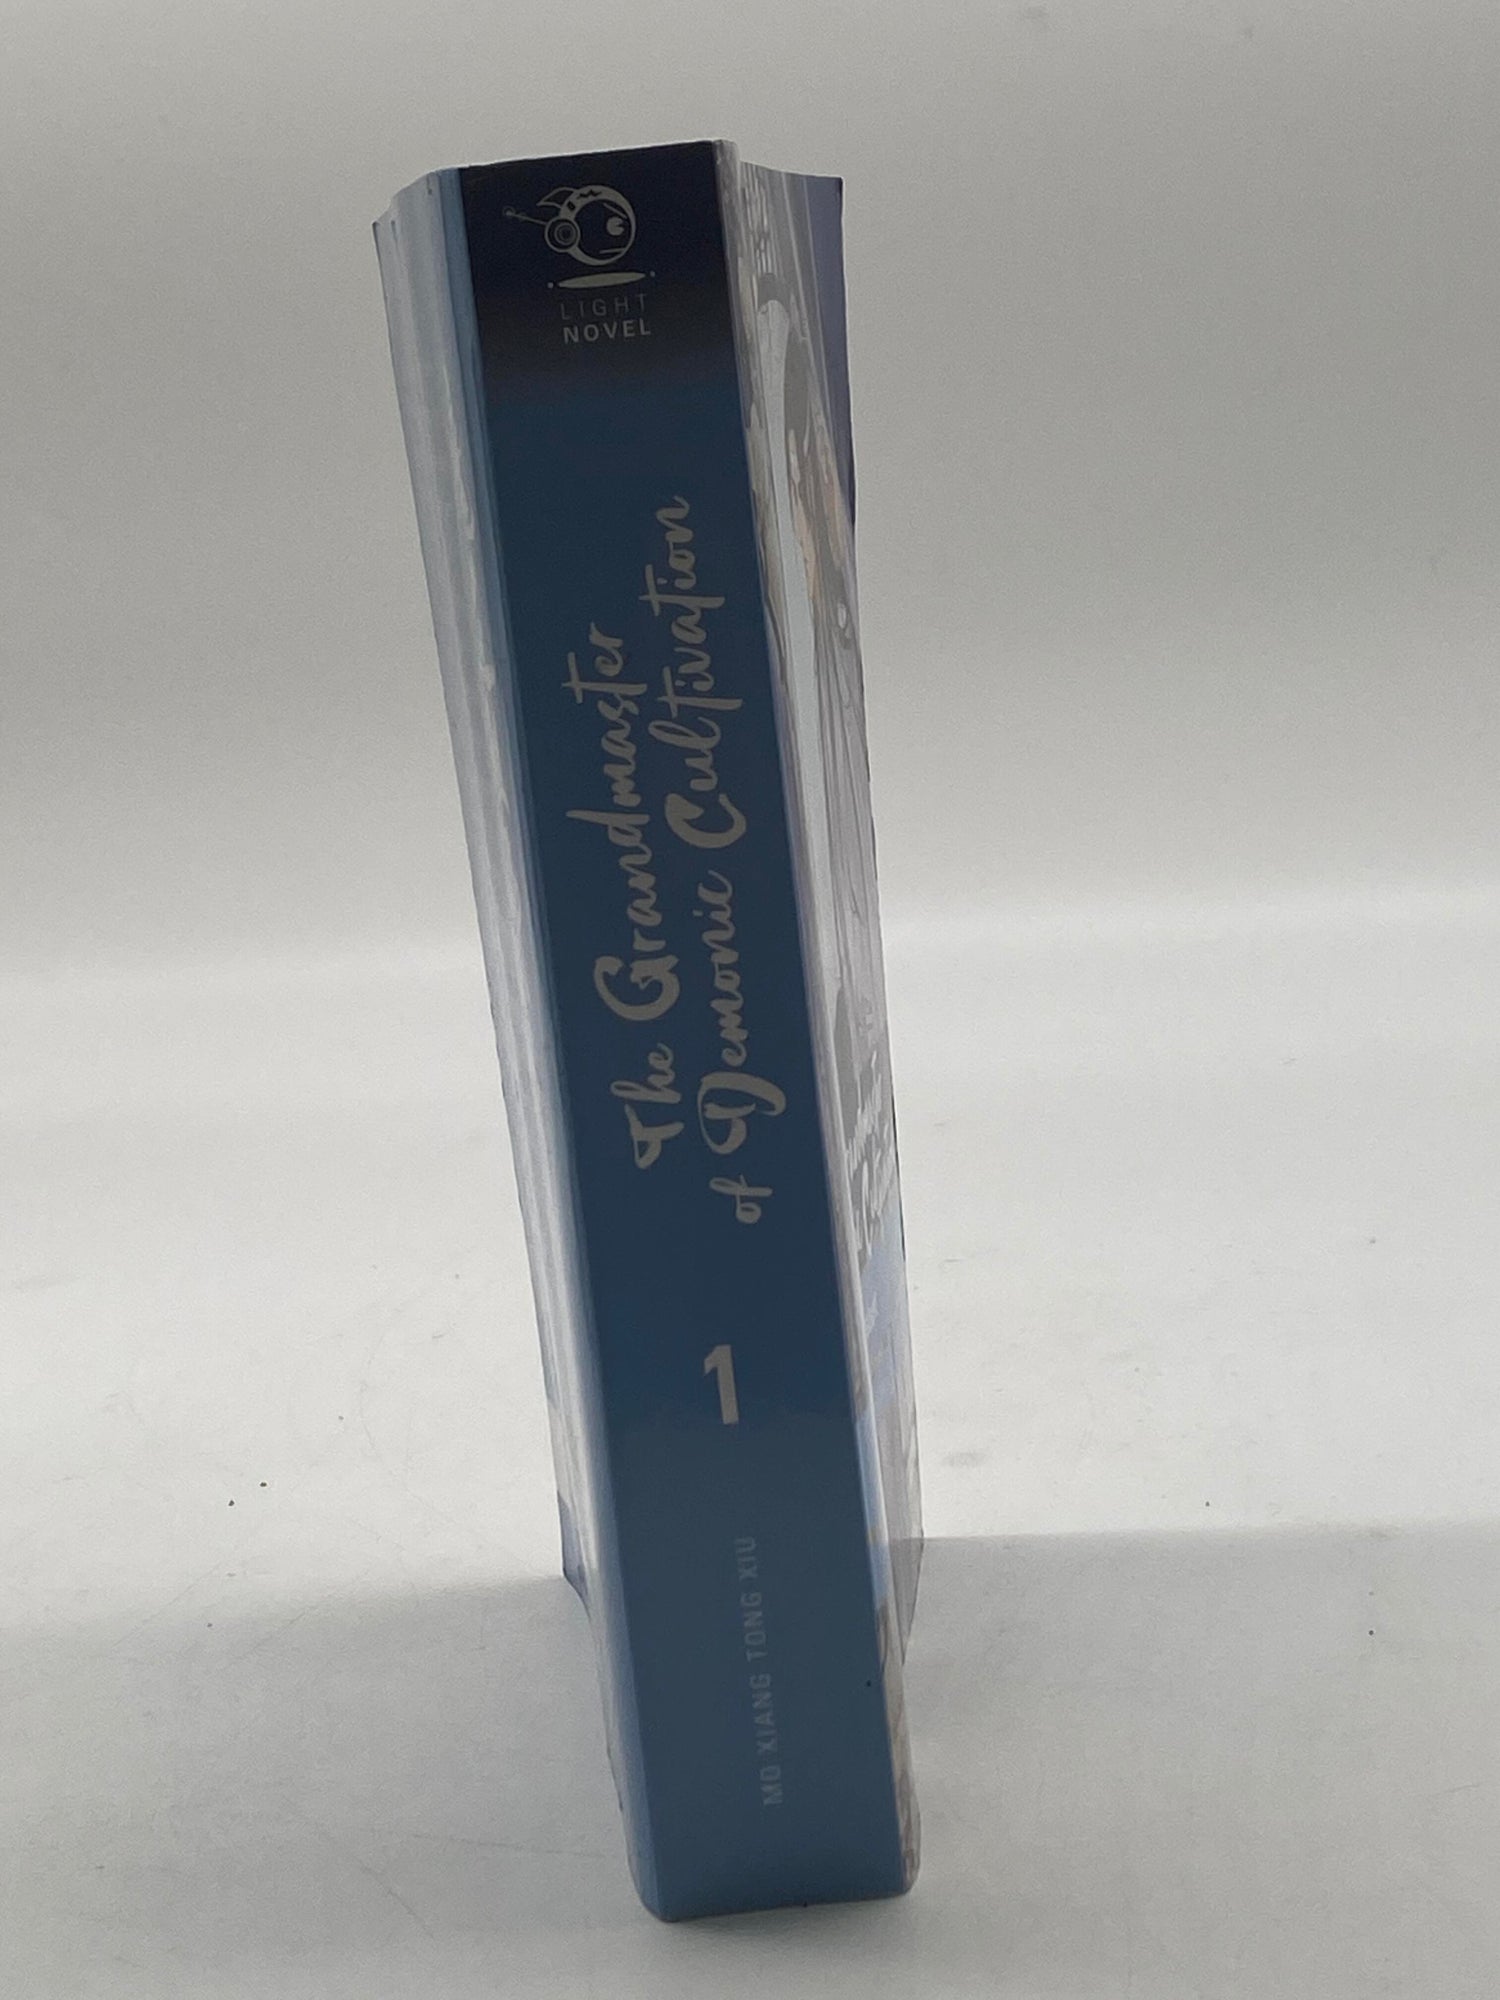 LIGHT
NOVEL
The Grandmaster
of Demonic Cultivation
1
MO XIANG TONG XIU